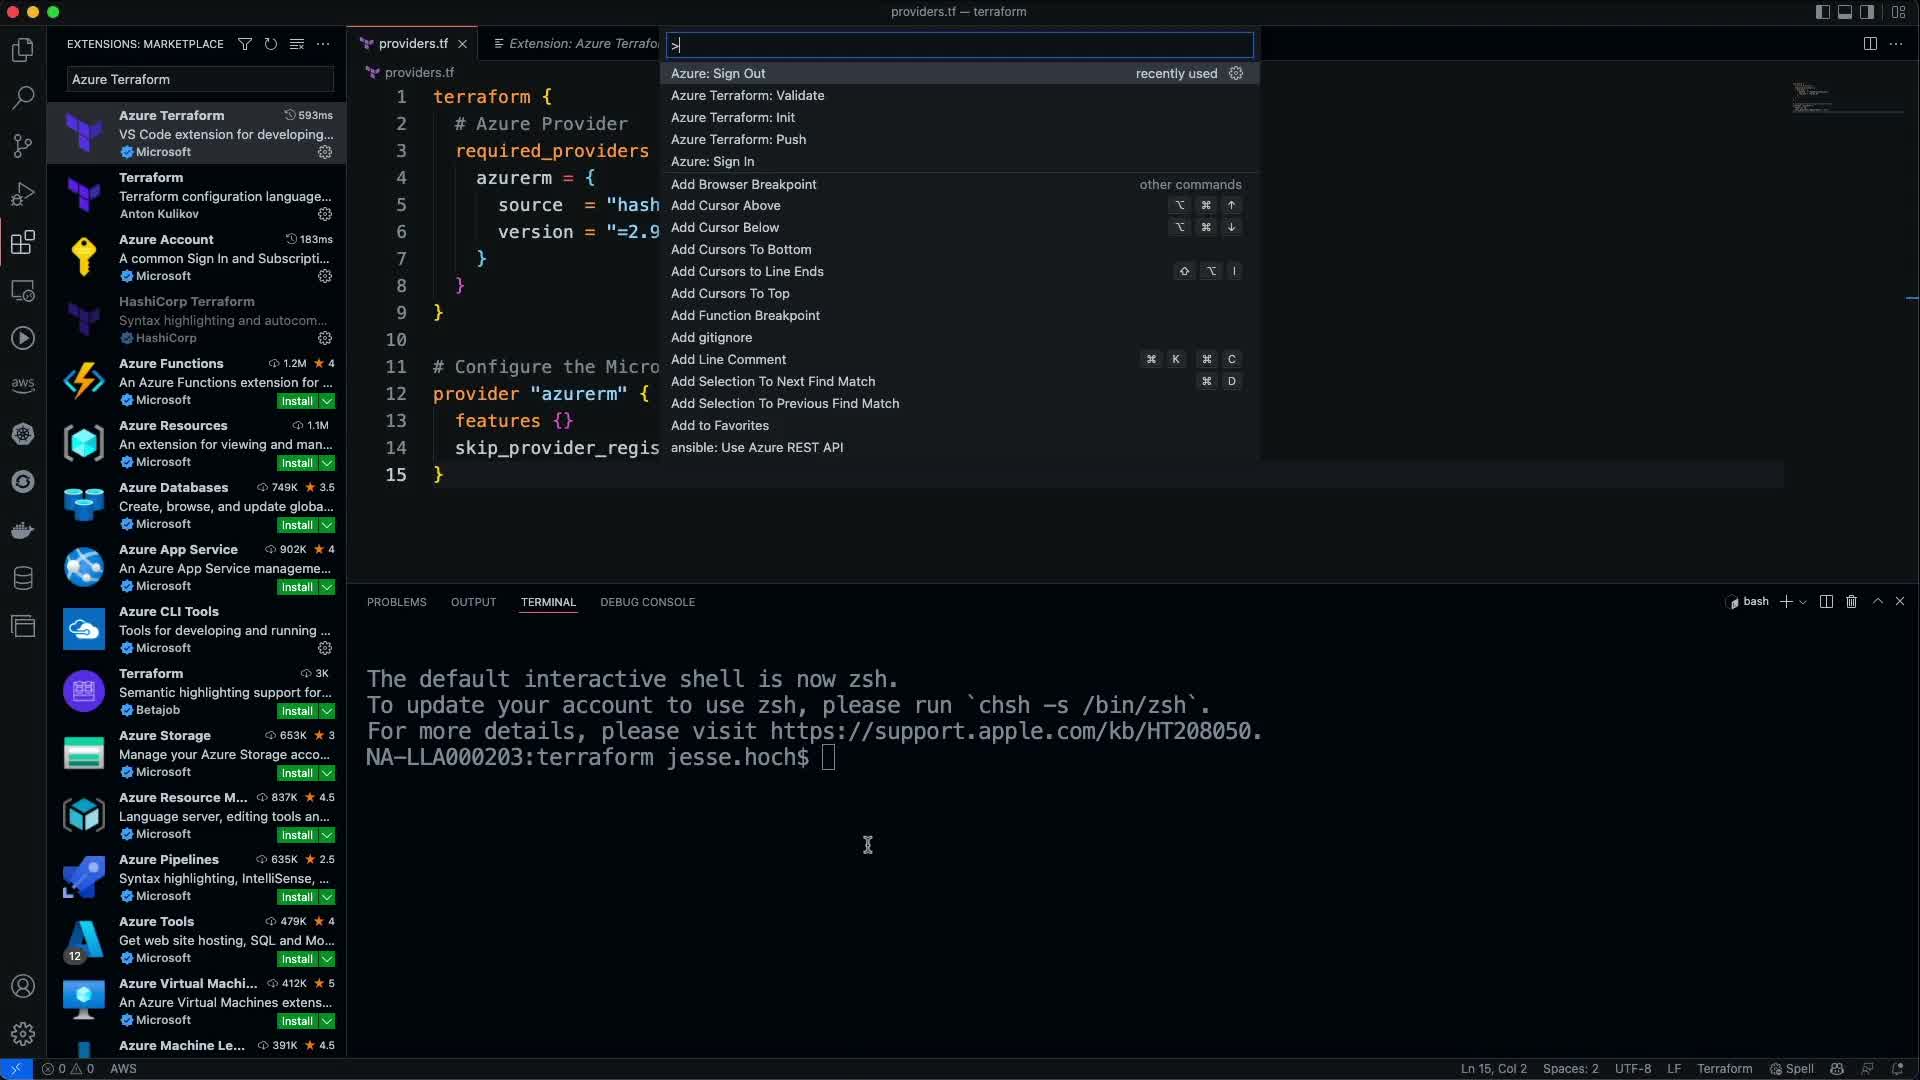 providers.tf — terraform
EXTENSIONS: MARKETPLACE
Azure Terraform
Azure Terraform 593ms
VS Code extension for developing...
Microsoft
Terraform
Terraform configuration language...
Anton Kulikov
Azure Account 183ms
A common Sign In and Subscripti...
Microsoft
HashiCorp Terraform
Syntax highlighting and autocom...
HashiCorp
Azure Functions 1.2M 4
An Azure Functions extension for ...
Microsoft Install
Azure Resources 1.1M
An extension for viewing and man...
Microsoft Install
Azure Databases 749K 3.5
Create, browse, and update globa...
Microsoft Install
Azure App Service 902K 4
An Azure App Service manageme...
Microsoft Install
Azure CLI Tools
Tools for developing and running ...
Microsoft
Terraform 3K
Semantic highlighting support for...
Betajob Install
Azure Storage 653K 3
Manage your Azure Storage acco...
Microsoft Install
Azure Resource M... 837K 4.5
Language server, editing tools an...
Microsoft Install
Azure Pipelines 635K 2.5
Syntax highlighting, IntelliSense, ...
Microsoft Install
Azure Tools 479K 4
Get web site hosting, SQL and Mo...
12 Microsoft Install
Azure Virtual Machi... 412K 5
An Azure Virtual Machines extens...
Microsoft Install
Azure Machine Le... 391K 4.5
aws
providers.tf
Extension: Azure Terrafo
providers.tf
1 terraform {
2 # Azure Provider
3 required_providers
4 azurerm = {
5 source = "hash
6 version = "=2.9
7 }
8 }
9 }
10
11 # Configure the Micro
12 provider "azurerm" {
13 features {}
14 skip_provider_regis
15 }
>
Azure: Sign Out recently used
Azure Terraform: Validate
Azure Terraform: Init
Azure Terraform: Push
Azure: Sign In
Add Browser Breakpoint other commands
Add Cursor Above ⌥ ⌘ ↑
Add Cursor Below ⌥ ⌘ ↓
Add Cursors To Bottom
Add Cursors to Line Ends ⇧ ⌥ I
Add Cursors To Top
Add Function Breakpoint
Add gitignore
Add Line Comment ⌘ K ⌘ C
Add Selection To Next Find Match ⌘ D
Add Selection To Previous Find Match
Add to Favorites
ansible: Use Azure REST API
PROBLEMS OUTPUT TERMINAL DEBUG CONSOLE
bash
The default interactive shell is now zsh.
To update your account to use zsh, please run `chsh -s /bin/zsh`.
For more details, please visit https://support.apple.com/kb/HT208050.
NA-LLA000203:terraform jesse.hoch$
0 0 AWS
Ln 15, Col 2 Spaces: 2 UTF-8 LF Terraform Spell